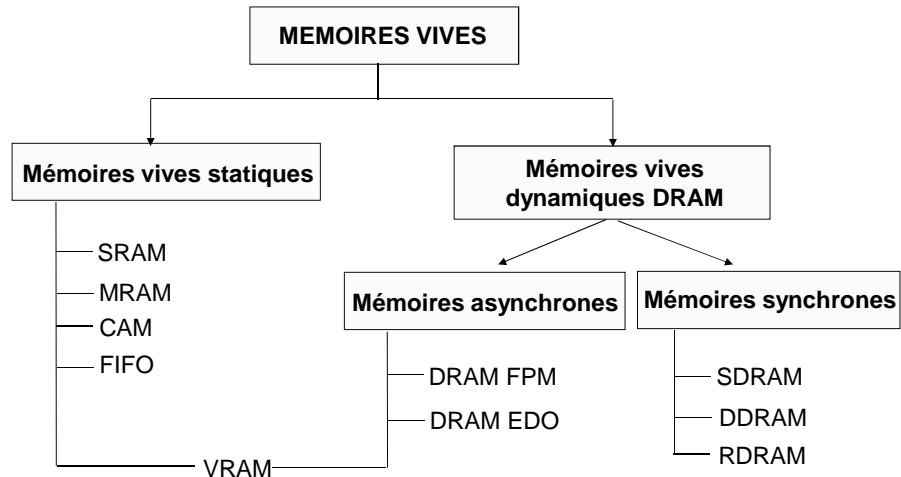 MEMOIRES VIVES
Mémoires vives statiques
SRAM
MRAM
CAM
FIFO
VRAM
Mémoires vives
dynamiques DRAM
Mémoires asynchrones
DRAM FPM
DRAM EDO
Mémoires synchrones
SDRAM
DDRAM
RDRAM